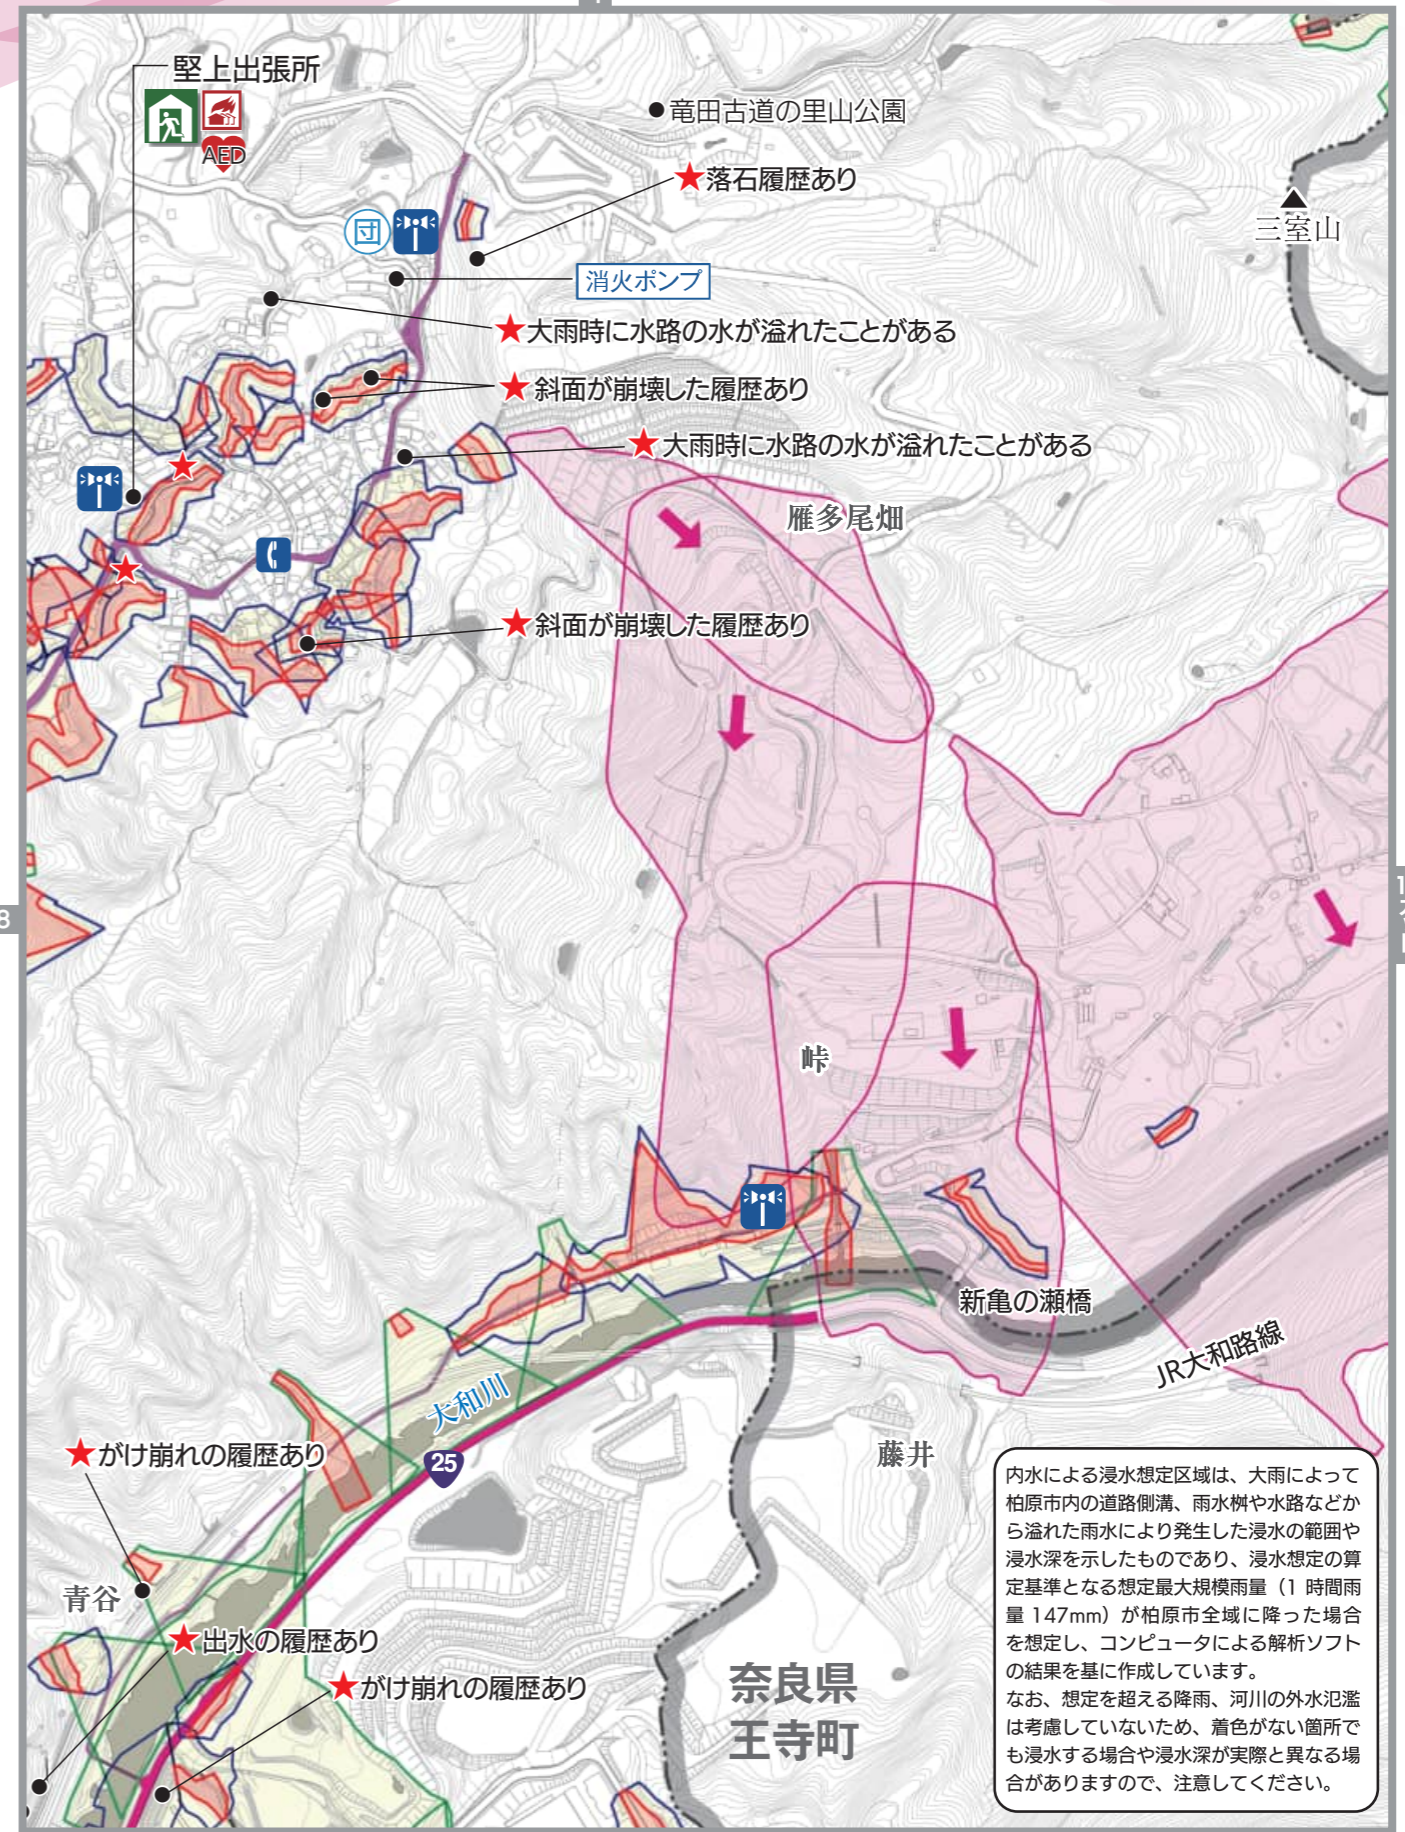 堅上出張所
AED
竜田古道の里山公園
★落石履歴あり
団
消火ポンプ
三室山
★大雨時に水路の水が溢れたことがある
★斜面が崩壊した履歴あり
★大雨時に水路の水が溢れたことがある
雁多尾畑
★斜面が崩壊した履歴あり
8
峠
新亀の瀬橋
JR大和路線
大和川
25
藤井
★がけ崩れの履歴あり
青谷
★出水の履歴あり
★がけ崩れの履歴あり
奈良県
王寺町
内水による浸水想定区域は、大雨によって
柏原市内の道路側溝、雨水桝や水路などか
ら溢れた雨水により発生した浸水の範囲や
浸水深を示したものであり、浸水想定の算
定基準となる想定最大規模雨量（1 時間雨
量 147mm）が柏原市全域に降った場合
を想定し、コンピュータによる解析ソフト
の結果を基に作成しています。
なお、想定を超える降雨、河川の外水氾濫
は考慮していないため、着色がない箇所で
も浸水する場合や浸水深が実際と異なる場
合がありますので、注意してください。